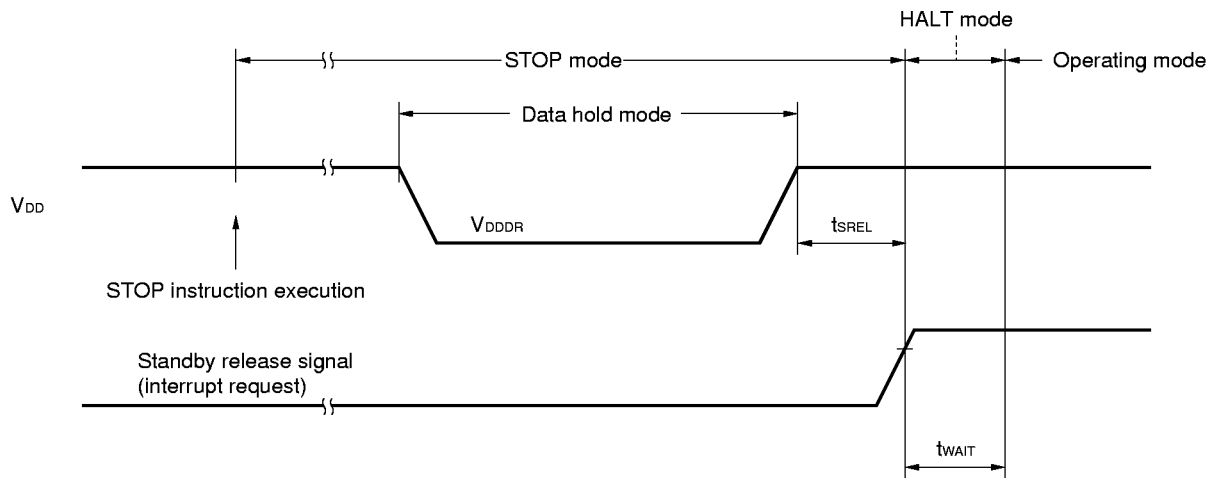 HALT mode
STOP mode
Operating mode
Data hold mode
VDD
VDDDR
tSREL
STOP instruction execution
Standby release signal
(interrupt request)
tWAIT